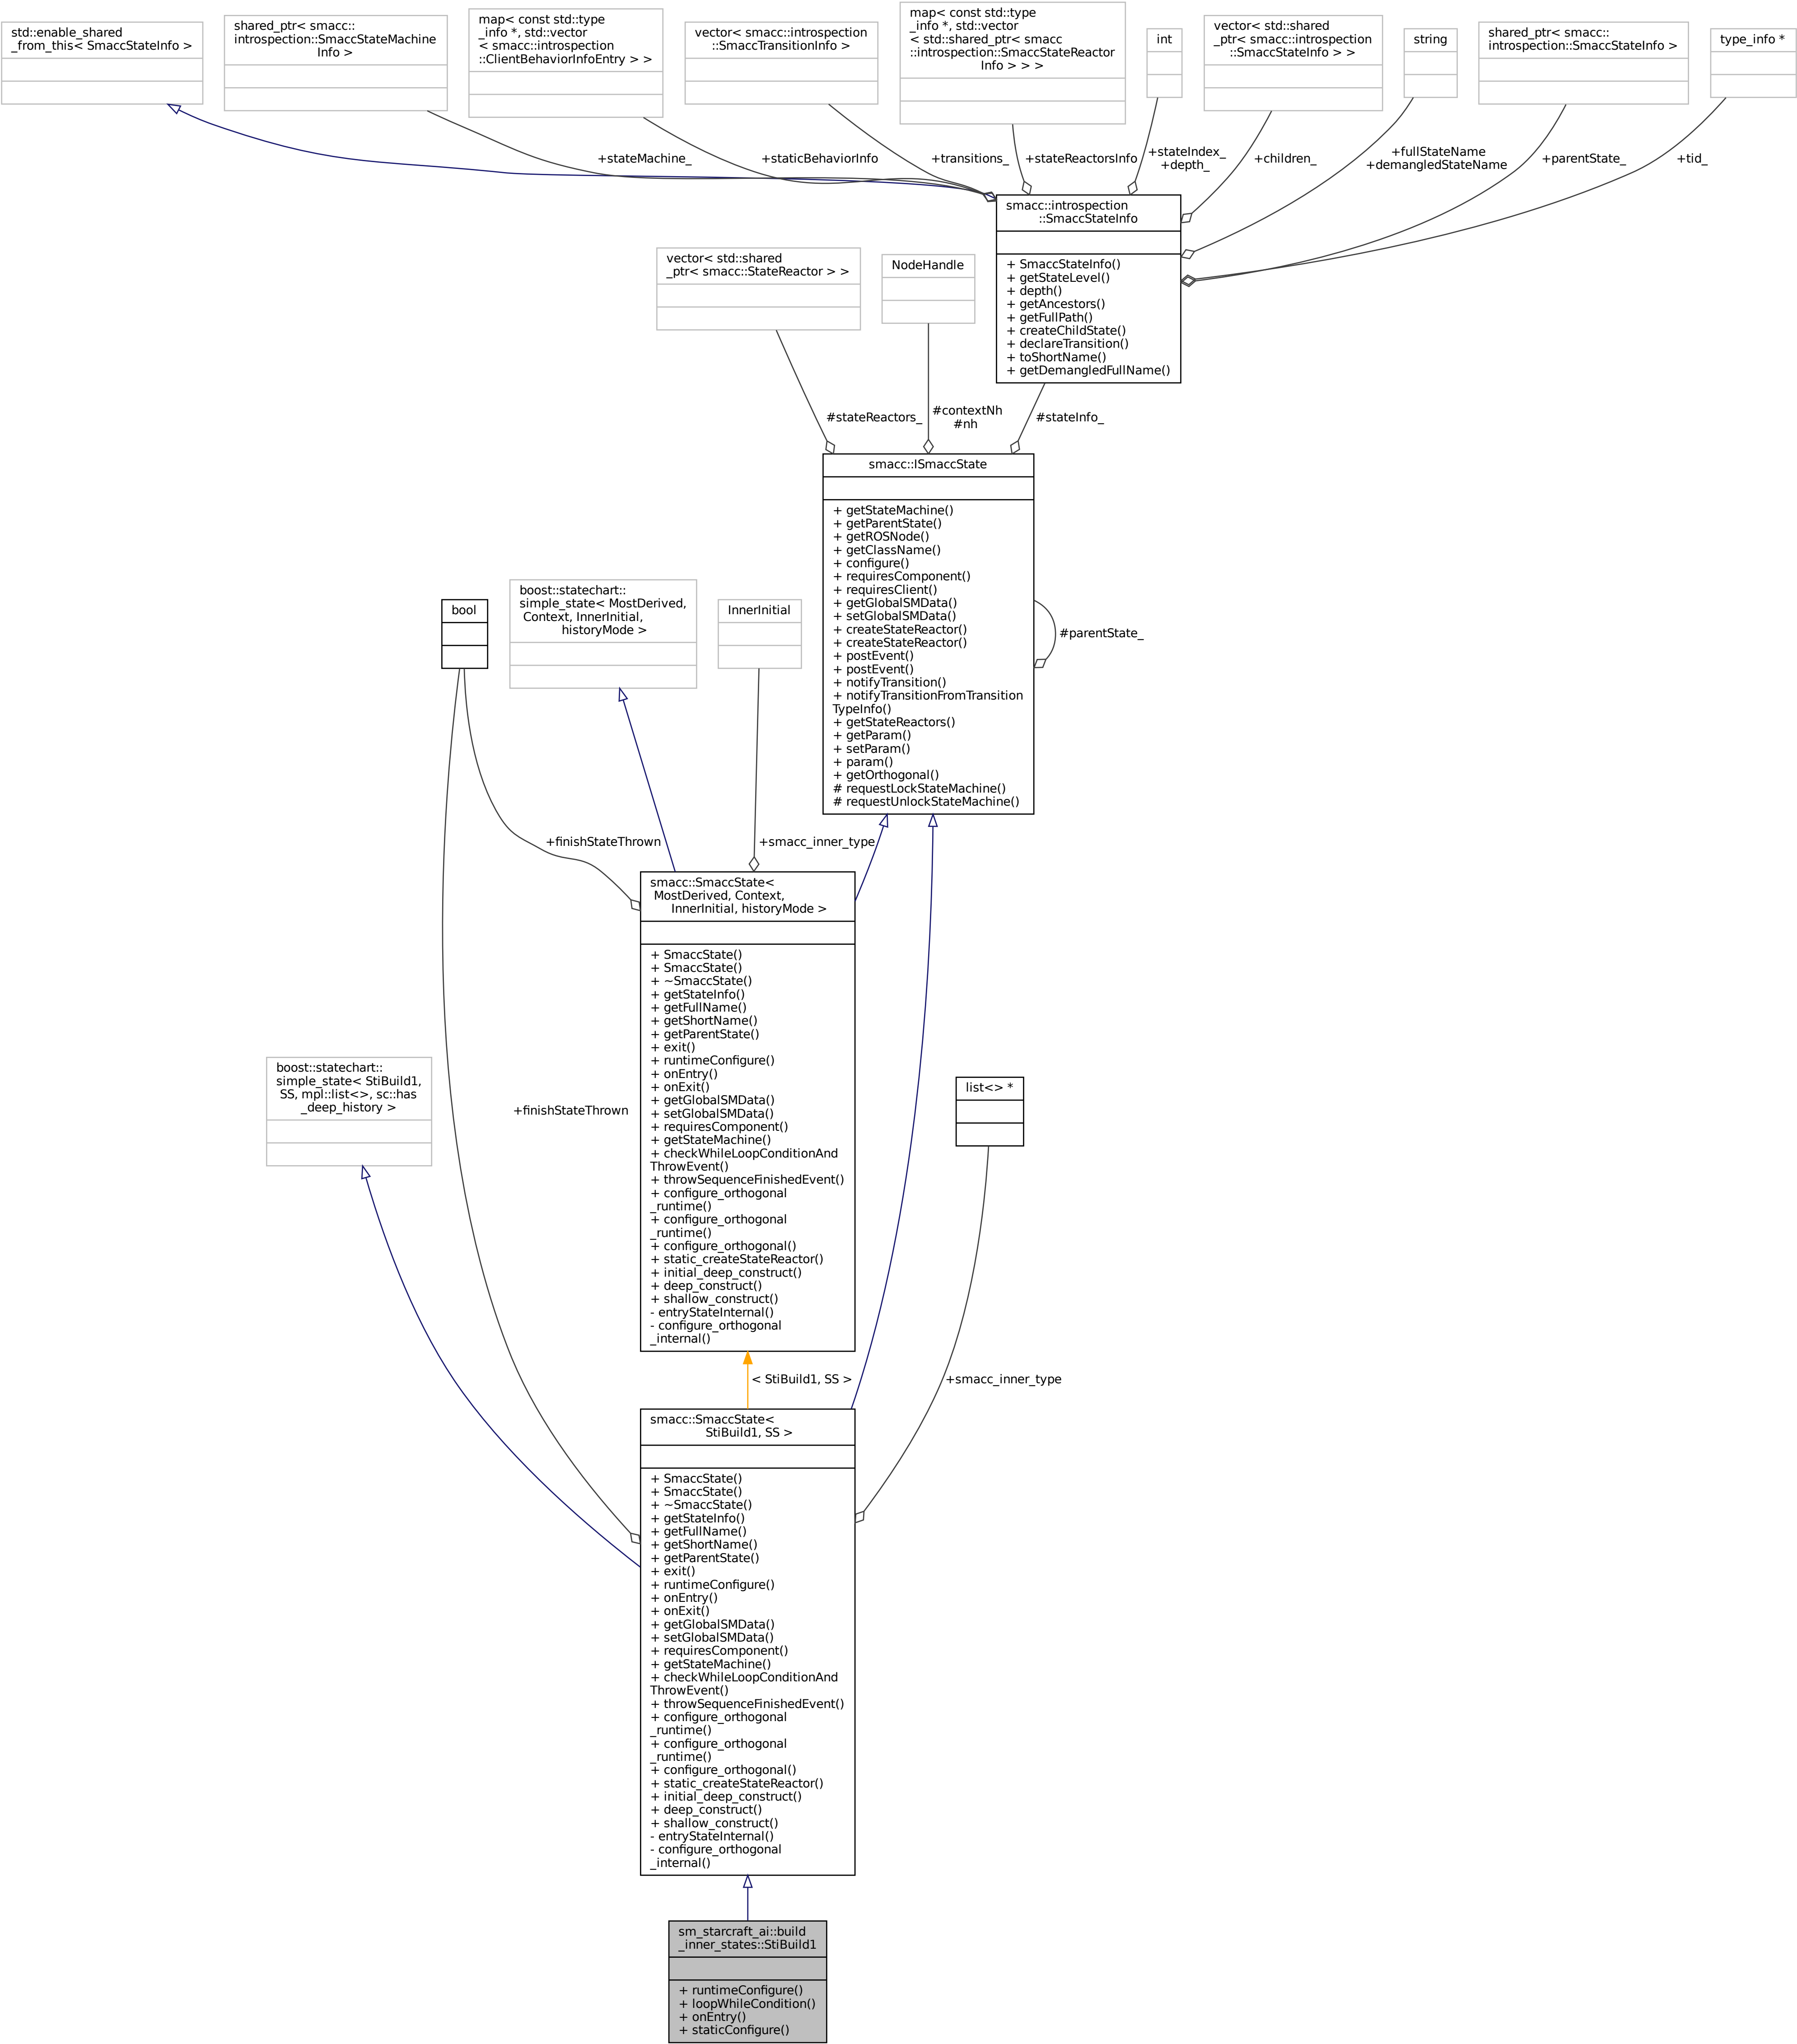 std::enable_shared
_from_this< SmaccStateInfo >
shared_ptr< smacc::
introspection::SmaccStateMachine
Info >
map< const std::type
_info *, std::vector
< smacc::introspection
::ClientBehaviorInfoEntry > >
vector< smacc::introspection
::SmaccTransitionInfo >
map< const std::type
_info *, std::vector
< std::shared_ptr< smacc
::introspection::SmaccStateReactor
Info > > >
int
vector< std::shared
_ptr< smacc::introspection
::SmaccStateInfo > >
string
shared_ptr< smacc::
introspection::SmaccStateInfo >
type_info *
+stateMachine_
+staticBehaviorInfo
+transitions_
+stateReactorsInfo
+stateIndex_
+depth_
+children_
+fullStateName
+demangledStateName
+parentState_
+tid_
smacc::introspection
::SmaccStateInfo
+ SmaccStateInfo()
+ getStateLevel()
+ depth()
+ getAncestors()
+ getFullPath()
+ createChildState()
+ declareTransition()
+ toShortName()
+ getDemangledFullName()
vector< std::shared
_ptr< smacc::StateReactor > >
NodeHandle
#stateReactors_
#contextNh
#nh
#stateInfo_
smacc::ISmaccState
+ getStateMachine()
+ getParentState()
+ getROSNode()
+ getClassName()
+ configure()
+ requiresComponent()
+ requiresClient()
+ getGlobalSMData()
+ setGlobalSMData()
+ createStateReactor()
+ createStateReactor()
+ postEvent()
+ postEvent()
+ notifyTransition()
+ notifyTransitionFromTransition
TypeInfo()
+ getStateReactors()
+ getParam()
+ setParam()
+ param()
+ getOrthogonal()
# requestLockStateMachine()
# requestUnlockStateMachine()
#parentState_
bool
boost::statechart::
simple_state< MostDerived,
Context, InnerInitial,
historyMode >
InnerInitial
+finishStateThrown
+smacc_inner_type
smacc::SmaccState<
MostDerived, Context,
InnerInitial, historyMode >
+ SmaccState()
+ SmaccState()
+ ~SmaccState()
+ getStateInfo()
+ getFullName()
+ getShortName()
+ getParentState()
+ exit()
+ runtimeConfigure()
+ onEntry()
+ onExit()
+ getGlobalSMData()
+ setGlobalSMData()
+ requiresComponent()
+ getStateMachine()
+ checkWhileLoopConditionAnd
ThrowEvent()
+ throwSequenceFinishedEvent()
+ configure_orthogonal
_runtime()
+ configure_orthogonal
_runtime()
+ configure_orthogonal()
+ static_createStateReactor()
+ initial_deep_construct()
+ deep_construct()
+ shallow_construct()
- entryStateInternal()
- configure_orthogonal
_internal()
boost::statechart::
simple_state< StiBuild1,
SS, mpl::list<>, sc::has
_deep_history >
+finishStateThrown
list<> *
< StiBuild1, SS >
+smacc_inner_type
smacc::SmaccState<
StiBuild1, SS >
+ SmaccState()
+ SmaccState()
+ ~SmaccState()
+ getStateInfo()
+ getFullName()
+ getShortName()
+ getParentState()
+ exit()
+ runtimeConfigure()
+ onEntry()
+ onExit()
+ getGlobalSMData()
+ setGlobalSMData()
+ requiresComponent()
+ getStateMachine()
+ checkWhileLoopConditionAnd
ThrowEvent()
+ throwSequenceFinishedEvent()
+ configure_orthogonal
_runtime()
+ configure_orthogonal
_runtime()
+ configure_orthogonal()
+ static_createStateReactor()
+ initial_deep_construct()
+ deep_construct()
+ shallow_construct()
- entryStateInternal()
- configure_orthogonal
_internal()
sm_starcraft_ai::build
_inner_states::StiBuild1
+ runtimeConfigure()
+ loopWhileCondition()
+ onEntry()
+ staticConfigure()